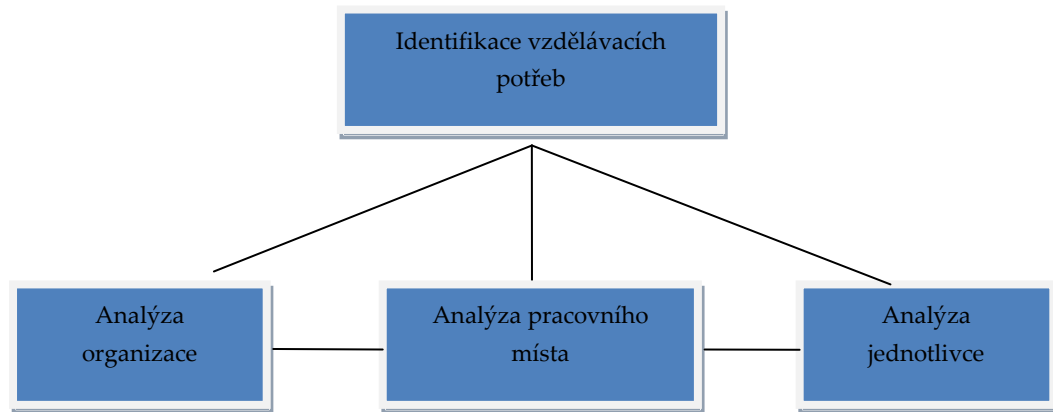 Identifikace vzdělávacích
potřeb
Analýza
organizace
Analýza pracovního
místa
Analýza
jednotlivce